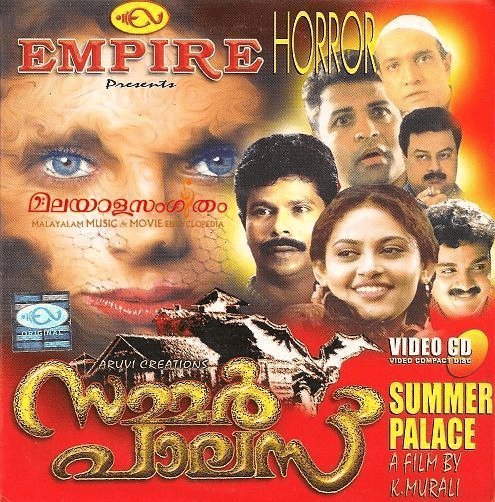 EMPIRE
HORROR
Presents
മലയാളസംഗീതം
MALAYALAM MUSIC & MOVIE ENCYCLOPEDIA
ORIGINAL
ARUVI CREATIONS
VIDEO CD
VIDEO COMPACT DISC
സമ്മർ
പാലസ്
SUMMER
PALACE
A FILM BY
K.MURALI